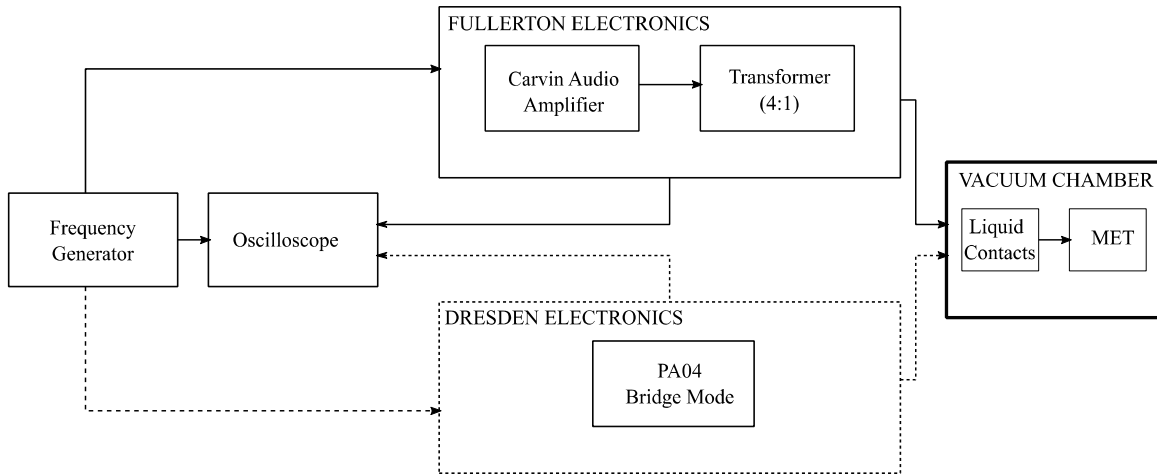 FULLERTON ELECTRONICS
Carvin Audio
Amplifier
Transformer
(4:1)
VACUUM CHAMBER
Liquid
Contacts
MET
Frequency
Generator
Oscilloscope
DRESDEN ELECTRONICS
PA04
Bridge Mode